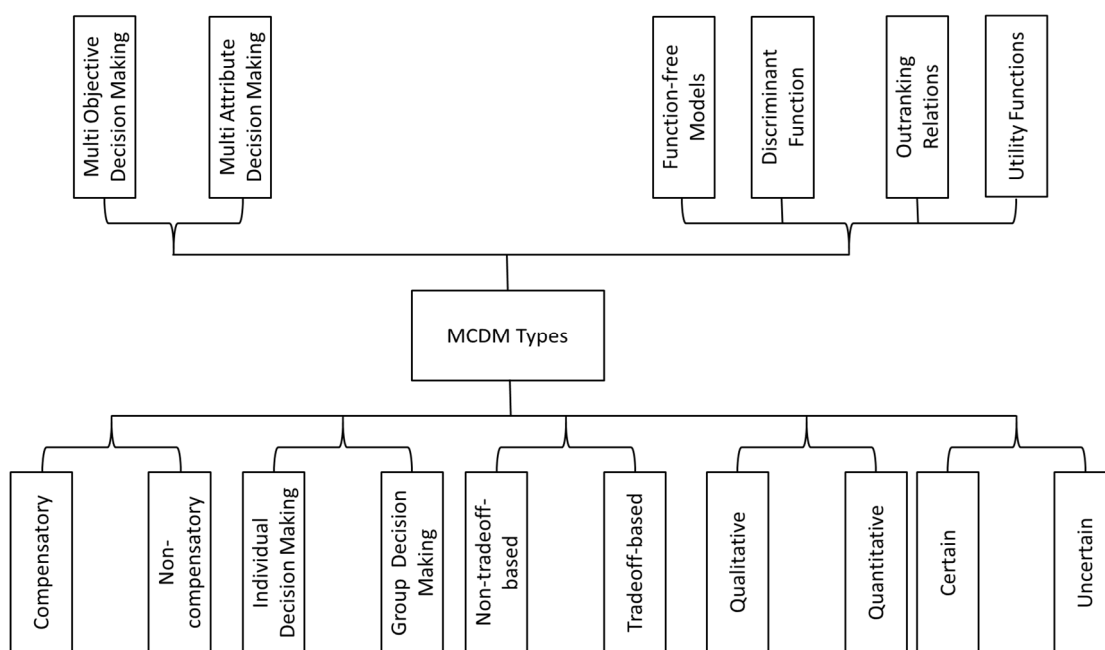 Multi Objective
Decision Making
Multi Attribute
Decision Making
Function-free
Models
Discriminant
Function
Outranking
Relations
Utility Functions
MCDM Types
Compensatory
Non-
compensatory
Individual
Decision Making
Group Decision
Making
Non-tradeoff-
based
Tradeoff-based
Qualitative
Quantitative
Certain
Uncertain